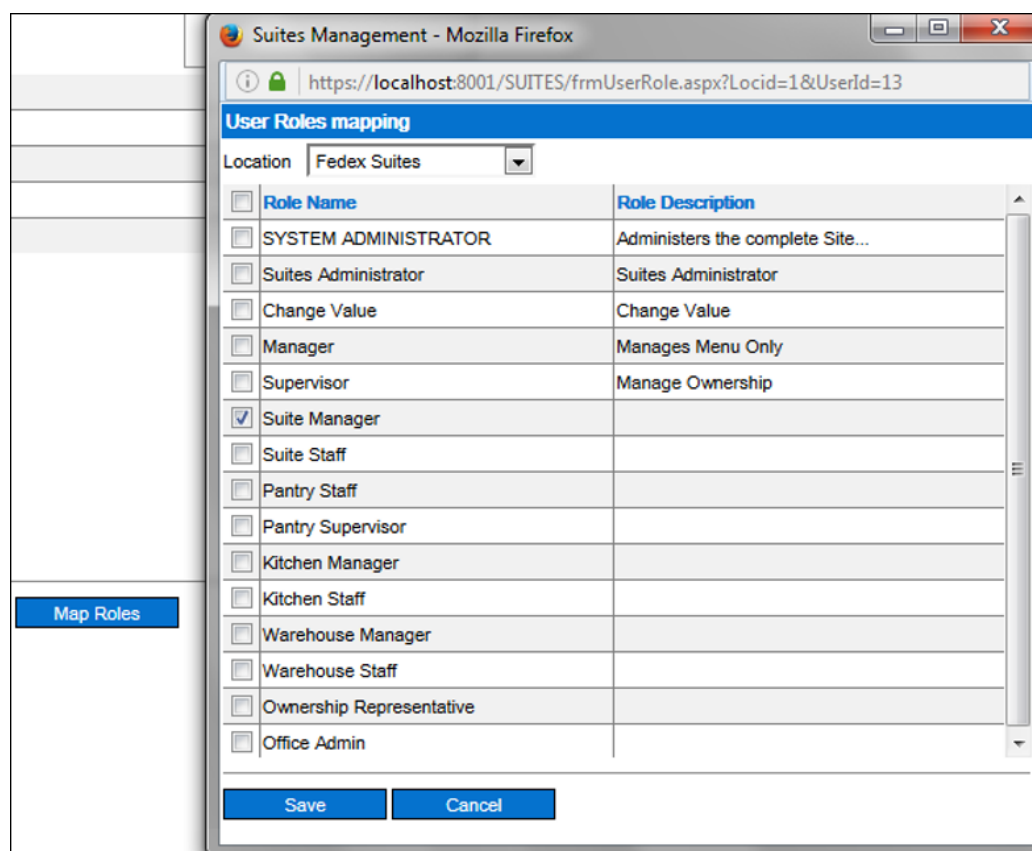 Suites Management - Mozilla Firefox
https://localhost:8001/SUITES/frmUserRole.aspx?Locid=1&UserId=13
User Roles mapping
Location Fedex Suites
Role Name Role Description
SYSTEM ADMINISTRATOR Administers the complete Site...
Suites Administrator Suites Administrator
Change Value Change Value
Manager Manages Menu Only
Supervisor Manage Ownership
Suite Manager
Suite Staff
Pantry Staff
Pantry Supervisor
Kitchen Manager
Kitchen Staff
Map Roles
Warehouse Manager
Warehouse Staff
Ownership Representative
Office Admin
Save Cancel